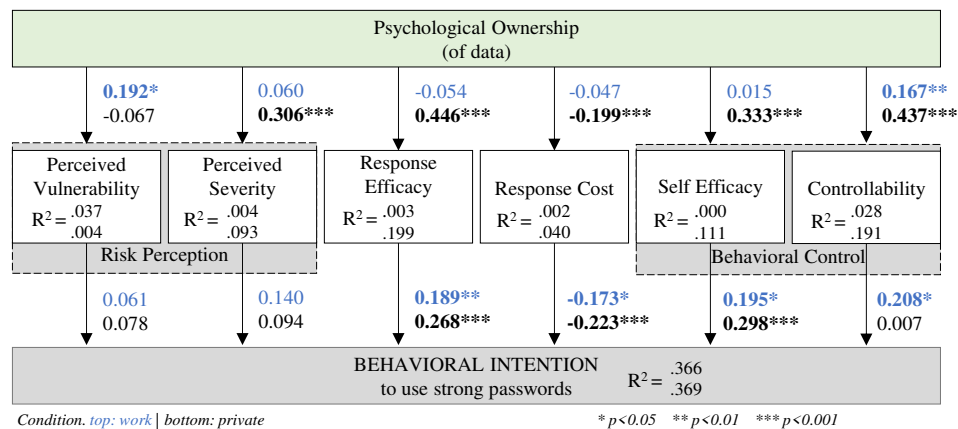 Psychological Ownership
(of data)
0.192* 0.060 -0.054 -0.047 0.015 0.167**
-0.067 0.306*** 0.446*** -0.199*** 0.333*** 0.437***
Perceived
Vulnerability
R² = .037
.004
Perceived
Severity
R² = .004
.093
Response
Efficacy
R² = .003
.199
Response Cost
R² = .002
.040
Self Efficacy
R² = .000
.111
Controllability
R² = .028
.191
Risk Perception
Behavioral Control
0.061 0.140 0.189** -0.173* 0.195* 0.208*
0.078 0.094 0.268*** -0.223*** 0.298*** 0.007
BEHAVIORAL INTENTION
to use strong passwords
R² = .366
.369
Condition. top: work | bottom: private
* p<0.05 ** p<0.01 *** p<0.001